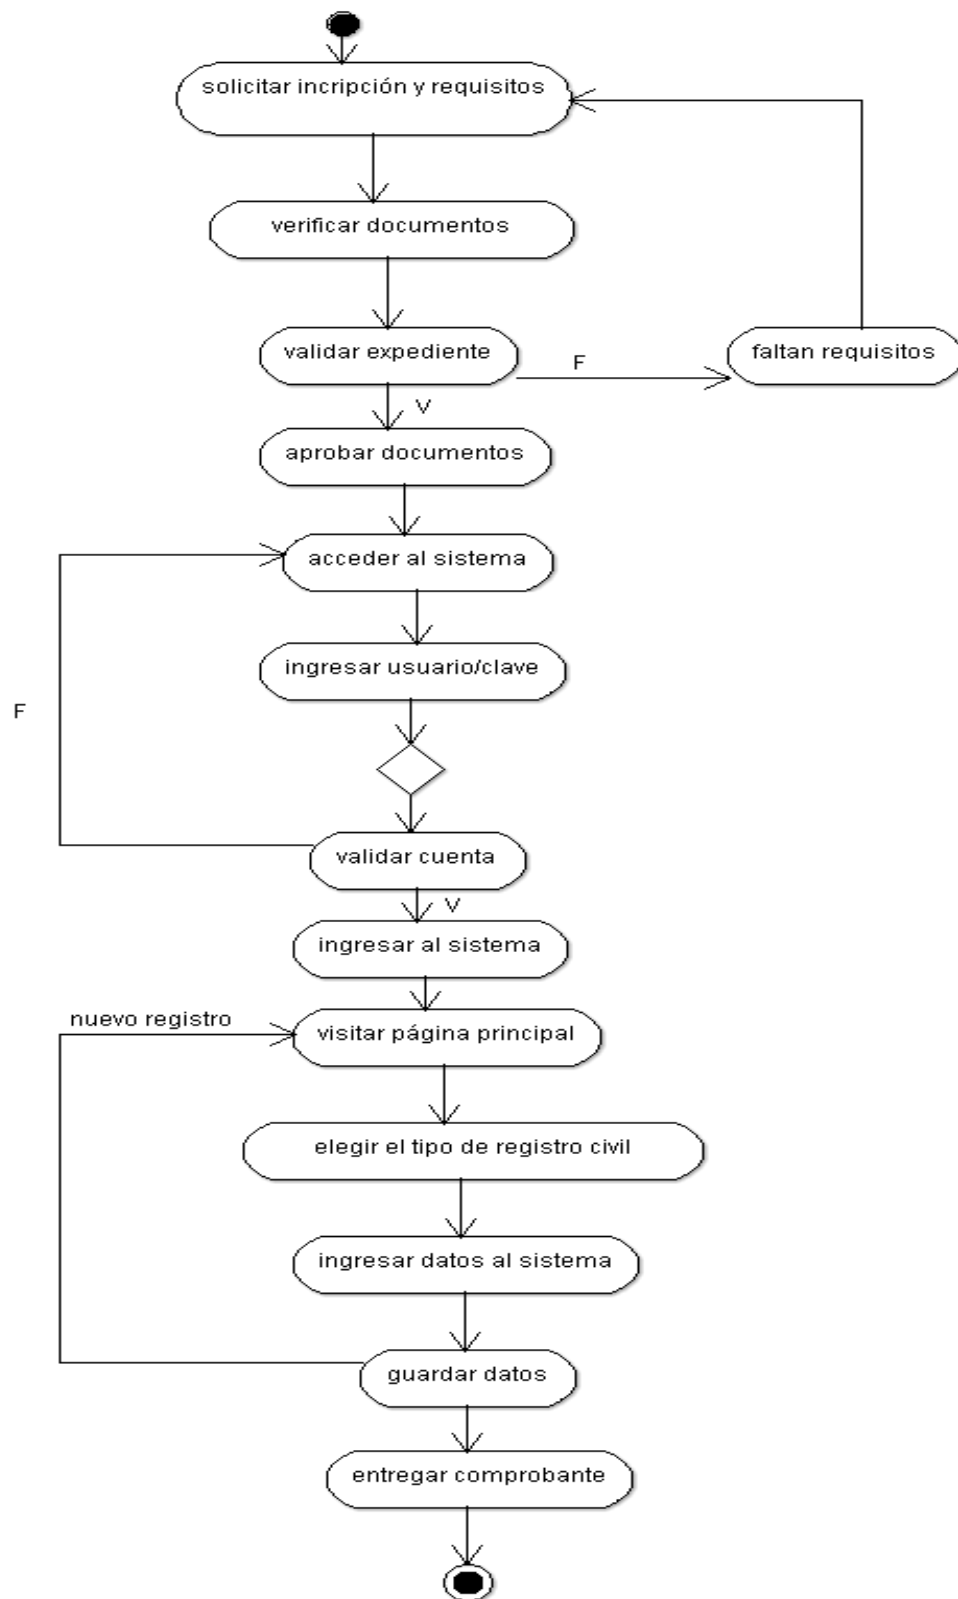 solicitar incripción y requisitos
verificar documentos
validar expediente
F
faltan requisitos
V
aprobar documentos
acceder al sistema
ingresar usuario/clave
F
validar cuenta
V
ingresar al sistema
nuevo registro
visitar página principal
elegir el tipo de registro civil
ingresar datos al sistema
guardar datos
entregar comprobante